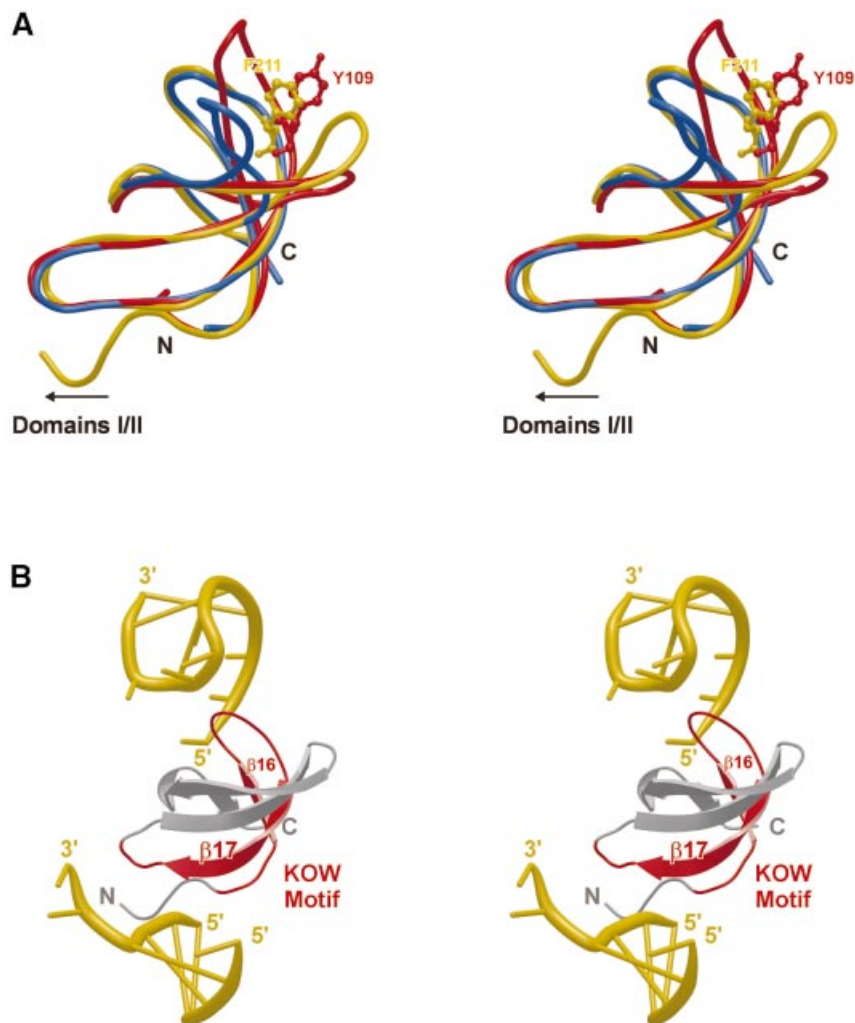 A
F211
Y109
C
N
Domains I/II
F211
Y109
C
N
Domains I/II
B
3'
5'
β16
C
β17
3'
N
KOW
Motif
5'
5'
3'
5'
β16
C
β17
3'
N
KOW
Motif
5'
5'